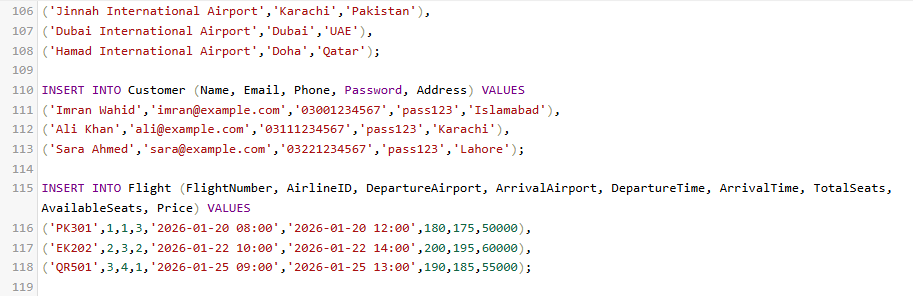 106 ('Jinnah International Airport','Karachi','Pakistan'),
107 ('Dubai International Airport','Dubai','UAE'),
108 ('Hamad International Airport','Doha','Qatar');
109
110 INSERT INTO Customer (Name, Email, Phone, Password, Address) VALUES
111 ('Imran Wahid','imran@example.com','03001234567','pass123','Islamabad'),
112 ('Ali Khan','ali@example.com','03111234567','pass123','Karachi'),
113 ('Sara Ahmed','sara@example.com','03221234567','pass123','Lahore');
114
115 INSERT INTO Flight (FlightNumber, AirlineID, DepartureAirport, ArrivalAirport, DepartureTime, ArrivalTime, TotalSeats,
AvailableSeats, Price) VALUES
116 ('PK301',1,1,3,'2026-01-20 08:00','2026-01-20 12:00',180,175,50000),
117 ('EK202',2,3,2,'2026-01-22 10:00','2026-01-22 14:00',200,195,60000),
118 ('QR501',3,4,1,'2026-01-25 09:00','2026-01-25 13:00',190,185,55000);
119